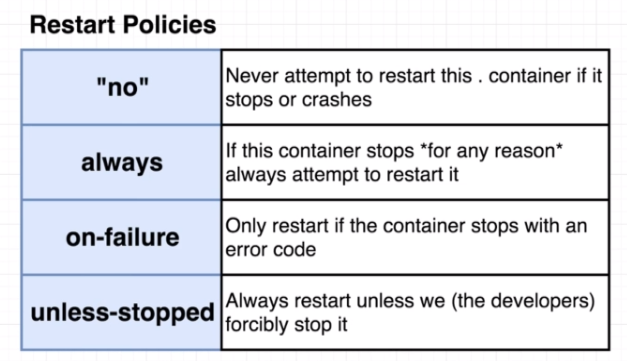 Restart Policies
"no"
Never attempt to restart this . container if it
stops or crashes
always
If this container stops *for any reason*
always attempt to restart it
on-failure
Only restart if the container stops with an
error code
unless-stopped
Always restart unless we (the developers)
forcibly stop it